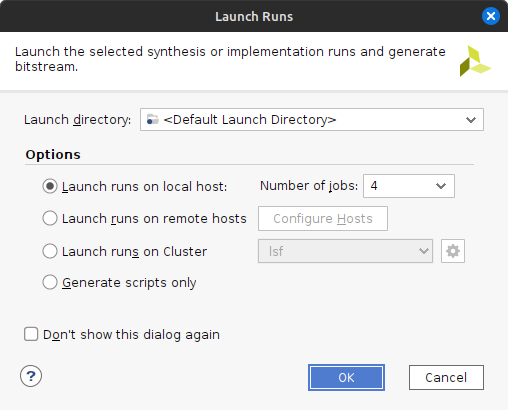 Launch Runs
Launch the selected synthesis or implementation runs and generate
bitstream.
Launch directory: <Default Launch Directory>
Options
Launch runs on local host: Number of jobs: 4
Launch runs on remote hosts Configure Hosts
Launch runs on Cluster lsf
Generate scripts only
Don't show this dialog again
? OK Cancel